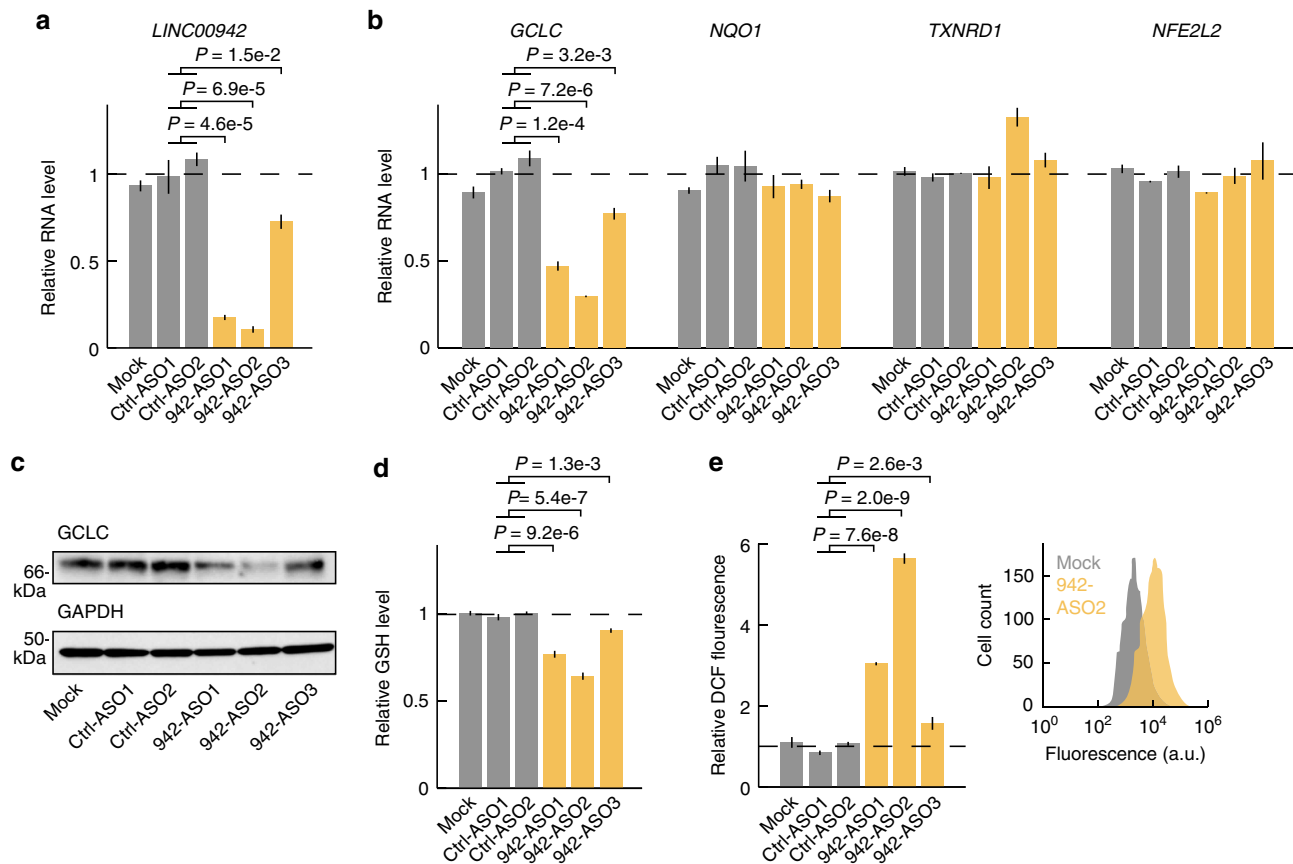 a
LINC00942
P = 1.5e-2
P = 6.9e-5
P = 4.6e-5
Relative RNA level
1
0.5
0
Mock
Ctrl-ASO1
Ctrl-ASO2
942-ASO1
942-ASO2
942-ASO3
b
GCLC NQO1 TXNRD1 NFE2L2
P = 3.2e-3
P = 7.2e-6
P = 1.2e-4
Relative RNA level
1
0.5
0
Mock
Ctrl-ASO1
Ctrl-ASO2
942-ASO1
942-ASO2
942-ASO3
Mock
Ctrl-ASO1
Ctrl-ASO2
942-ASO1
942-ASO2
942-ASO3
Mock
Ctrl-ASO1
Ctrl-ASO2
942-ASO1
942-ASO2
942-ASO3
Mock
Ctrl-ASO1
Ctrl-ASO2
942-ASO1
942-ASO2
942-ASO3
c
GCLC
66-
kDa
GAPDH
50-
kDa
Mock
Ctrl-ASO1
Ctrl-ASO2
942-ASO1
942-ASO2
942-ASO3
d
P = 1.3e-3
P = 5.4e-7
P = 9.2e-6
Relative GSH level
1
0.5
0
Mock
Ctrl-ASO1
Ctrl-ASO2
942-ASO1
942-ASO2
942-ASO3
e
P = 2.6e-3
P = 2.0e-9
P = 7.6e-8
Relative DCF flourescence
6
4
2
0
Mock
Ctrl-ASO1
Ctrl-ASO2
942-ASO1
942-ASO2
942-ASO3
Cell count
150
100
50
0
Mock
942-
ASO2
10⁰ 10² 10⁴ 10⁶
Fluorescence (a.u.)